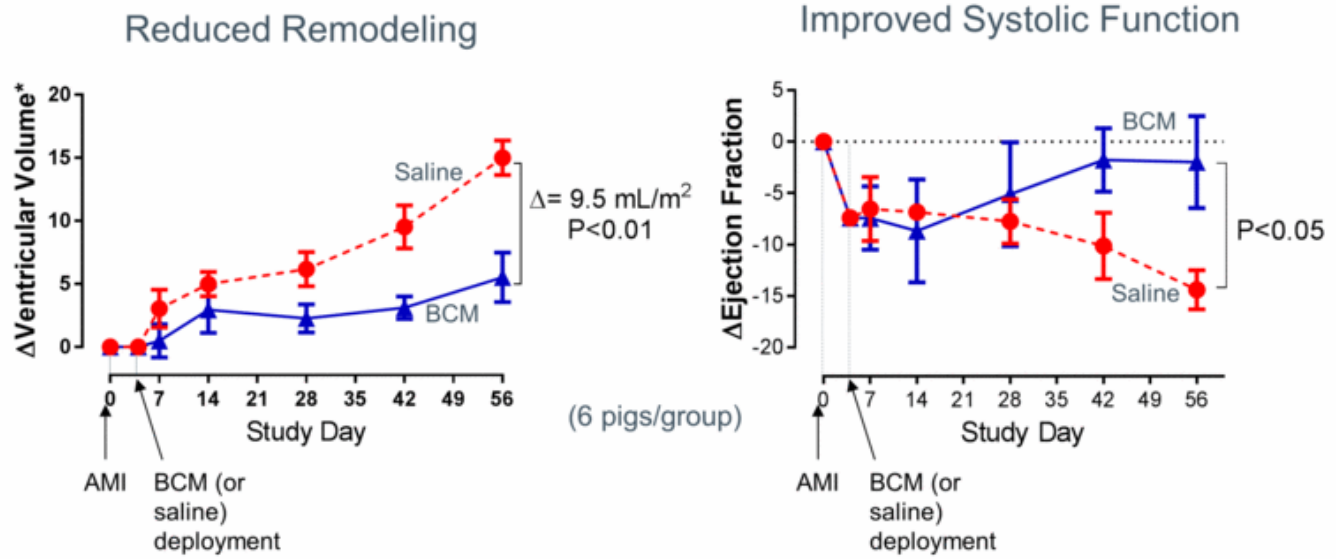 Reduced Remodeling
ΔVentricular Volume*
20
15
10
5
0
Saline
BCM
Δ= 9.5 mL/m²
P<0.01
0 7 14 21 28 35 42 49 56
Study Day
AMI
BCM (or
saline)
deployment
(6 pigs/group)
Improved Systolic Function
ΔEjection Fraction
5
0
-5
-10
-15
-20
BCM
Saline
P<0.05
0 7 14 21 28 35 42 49 56
Study Day
AMI
BCM (or
saline)
deployment